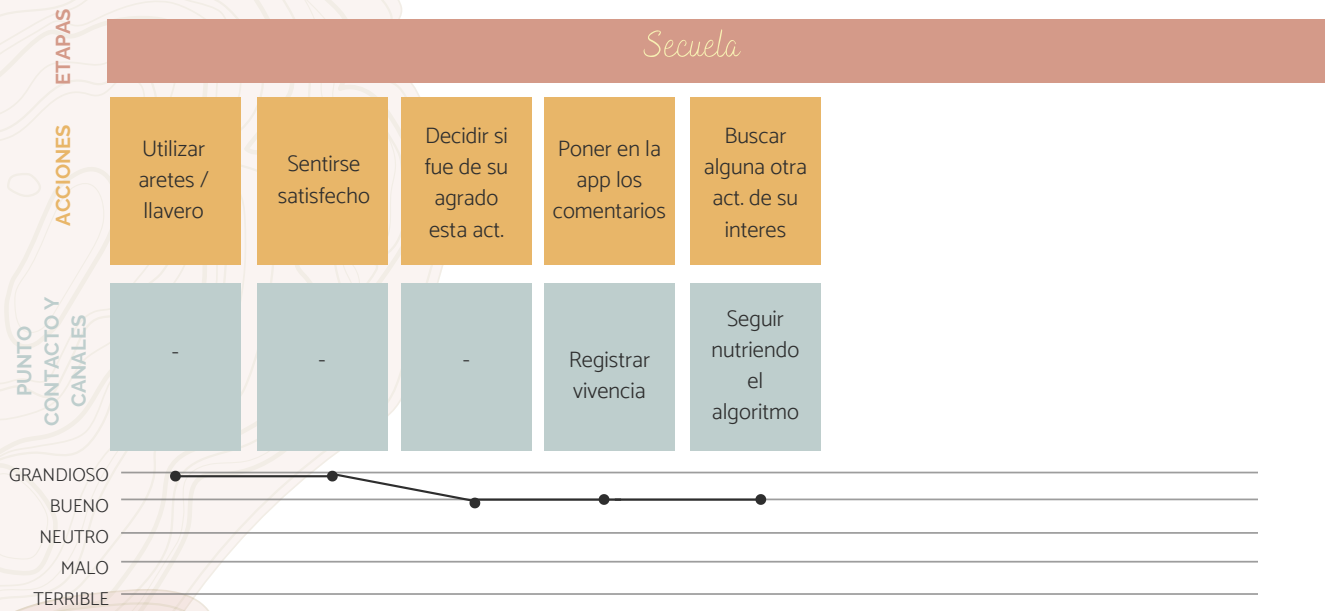 ETAPAS
Secuela
ACCIONES
Utilizar
aretes /
llavero
Sentirse
satisfecho
Decidir si
fue de su
agrado
esta act.
Poner en la
app los
comentarios
Buscar
alguna otra
act. de su
interes
PUNTO
CONTACTO Y
CANALES
-
-
-
Registrar
vivencia
Seguir
nutriendo
el
algoritmo
GRANDIOSO
BUENO
NEUTRO
MALO
TERRIBLE